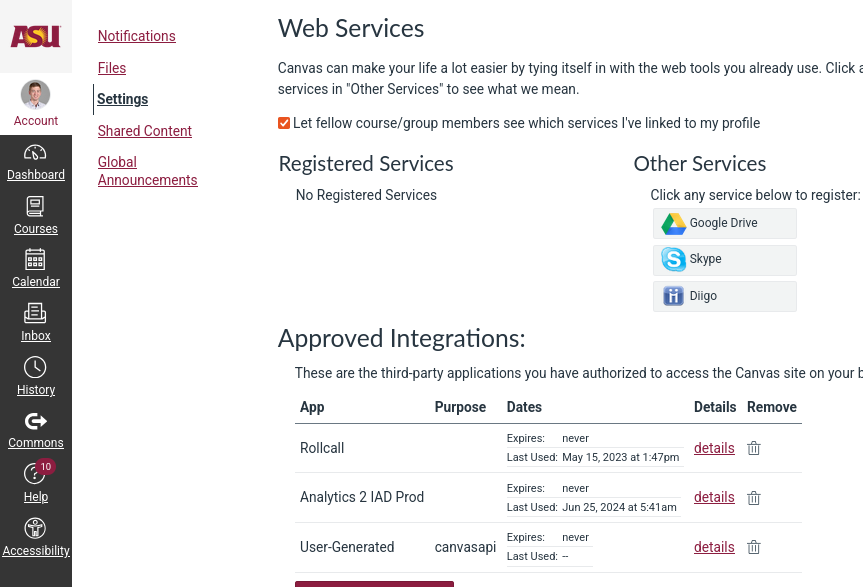 ASU
Account
Dashboard
Courses
Calendar
Inbox
History
Commons
10
Help
Accessibility
Notifications
Files
Settings
Shared Content
Global
Announcements
Web Services
Canvas can make your life a lot easier by tying itself in with the web tools you already use. Click
services in "Other Services" to see what we mean.
Let fellow course/group members see which services I've linked to my profile
Registered Services
No Registered Services
Other Services
Click any service below to register:
Google Drive
Skype
Diigo
Approved Integrations:
These are the third-party applications you have authorized to access the Canvas site on your
App Purpose Dates Details Remove
Rollcall Expires: never details
Last Used: May 15, 2023 at 1:47pm
Analytics 2 IAD Prod Expires: never details
Last Used: Jun 25, 2024 at 5:41am
User-Generated canvasapi Expires: never details
Last Used: --